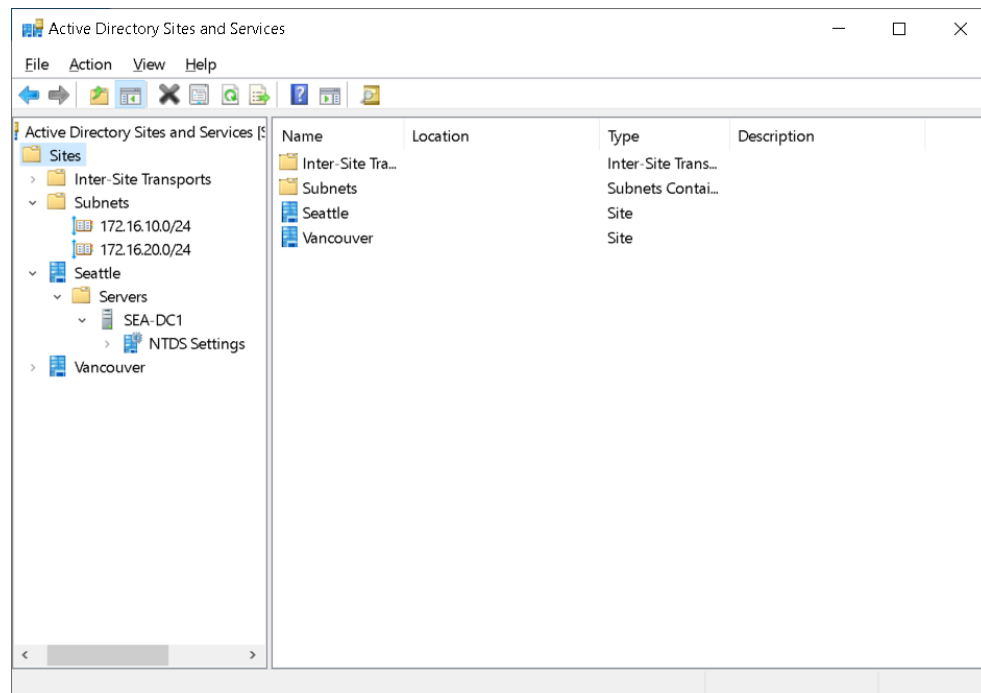 Active Directory Sites and Services
File Action View Help
Active Directory Sites and Services [S
Sites
Inter-Site Transports
Subnets
172.16.10.0/24
172.16.20.0/24
Seattle
Servers
SEA-DC1
NTDS Settings
Vancouver
Name Location Type Description
Inter-Site Tra... Inter-Site Trans...
Subnets Subnets Contai...
Seattle Site
Vancouver Site